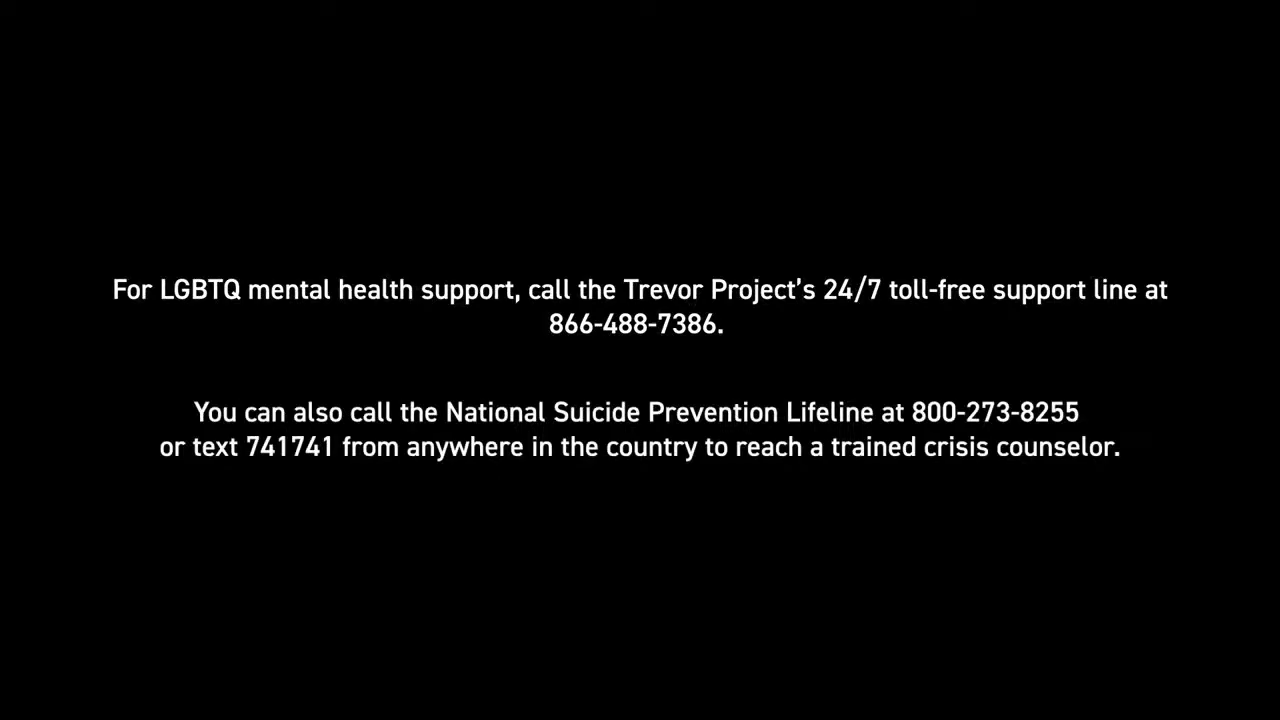 For LGBTQ mental health support, call the Trevor Project’s 24/7 toll-free support line at
866-488-7386.
You can also call the National Suicide Prevention Lifeline at 800-273-8255
or text 741741 from anywhere in the country to reach a trained crisis counselor.